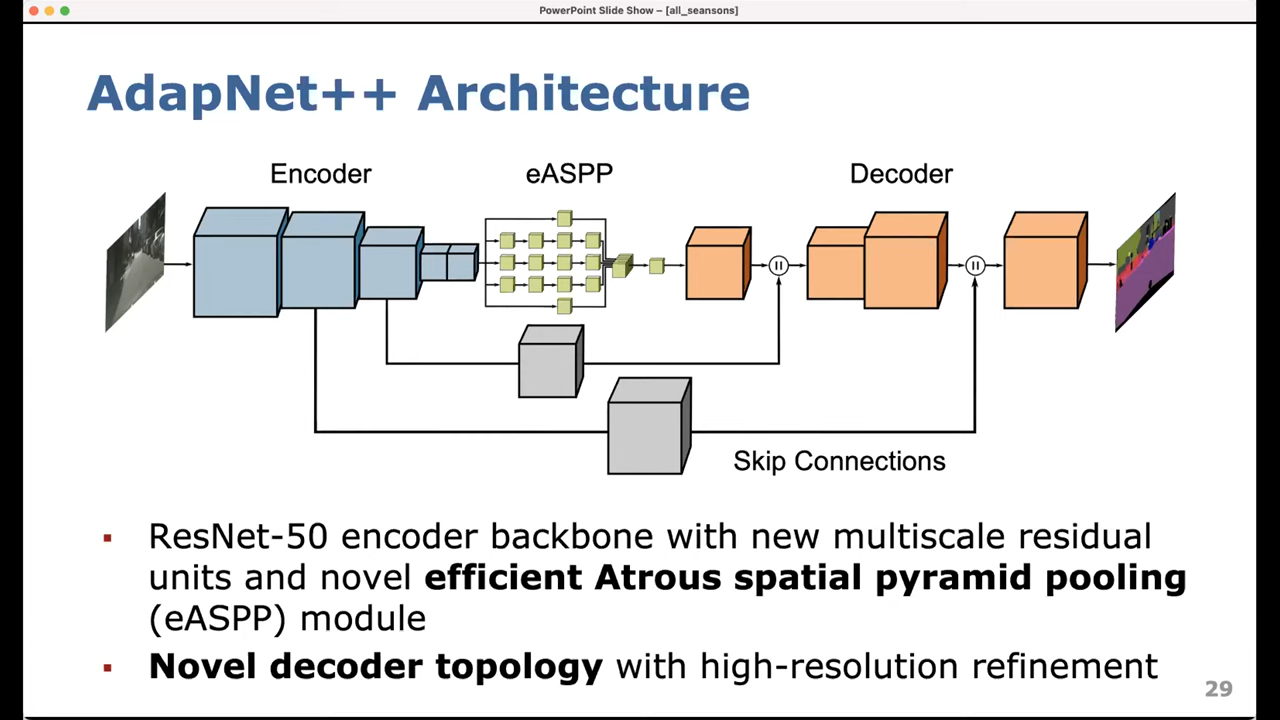 PowerPoint Slide Show – [all_seansons]
AdapNet++ Architecture
Encoder
eASPP
Decoder
Skip Connections
▪ ResNet-50 encoder backbone with new multiscale residual
units and novel efficient Atrous spatial pyramid pooling
(eASPP) module
▪ Novel decoder topology with high-resolution refinement
29